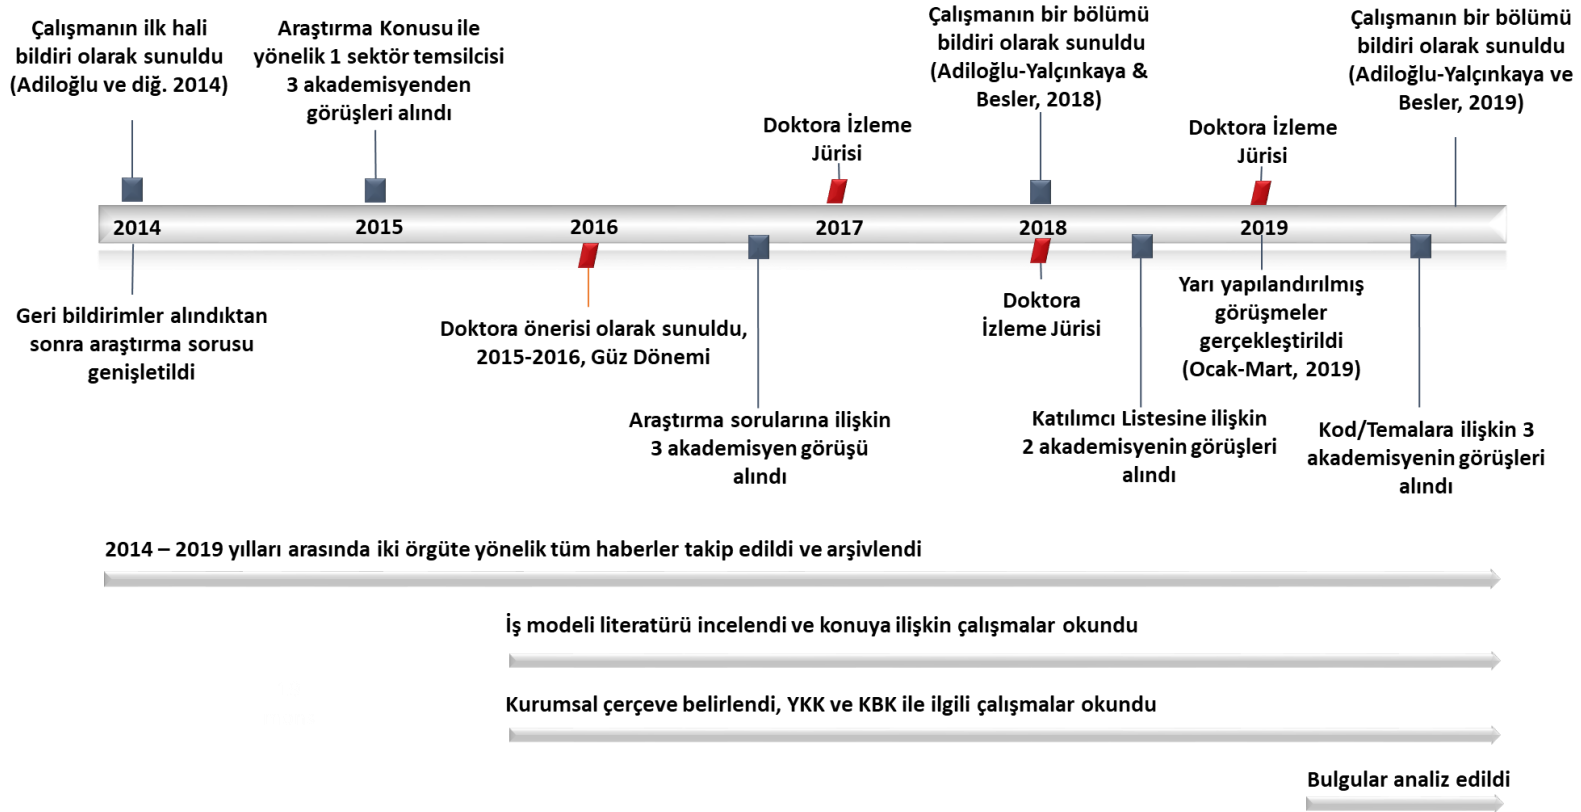 Çalışmanın ilk hali
bildiri olarak sunuldu
(Adiloğlu ve diğ. 2014)
Araştırma Konusu ile
yönelik 1 sektör temsilcisi
3 akademisyenden
görüşleri alındı
Doktora İzleme
Jürisi
Çalışmanın bir bölümü
bildiri olarak sunuldu
(Adiloğlu-Yalçınkaya &
Besler, 2018)
Doktora İzleme
Jürisi
Çalışmanın bir bölümü
bildiri olarak sunuldu
(Adiloğlu-Yalçınkaya ve
Besler, 2019)
2014
2015
2016
2017
2018
2019
Geri bildirimler alındıktan
sonra araştırma sorusu
genişletildi
Doktora önerisi olarak sunuldu,
2015-2016, Güz Dönemi
Araştırma sorularına ilişkin
3 akademisyen görüşü
alındı
Doktora
İzleme Jürisi
Katılımcı Listesine ilişkin
2 akademisyenin görüşleri
alındı
Yarı yapılandırılmış
görüşmeler
gerçekleştirildi
(Ocak-Mart, 2019)
Kod/Temalara ilişkin 3
akademisyenin görüşleri
alındı
2014 – 2019 yılları arasında iki örgüte yönelik tüm haberler takip edildi ve arşivlendi
İş modeli literatürü incelendi ve konuya ilişkin çalışmalar okundu
Kurumsal çerçeve belirlendi, YKK ve KBK ile ilgili çalışmalar okundu
Bulgular analiz edildi